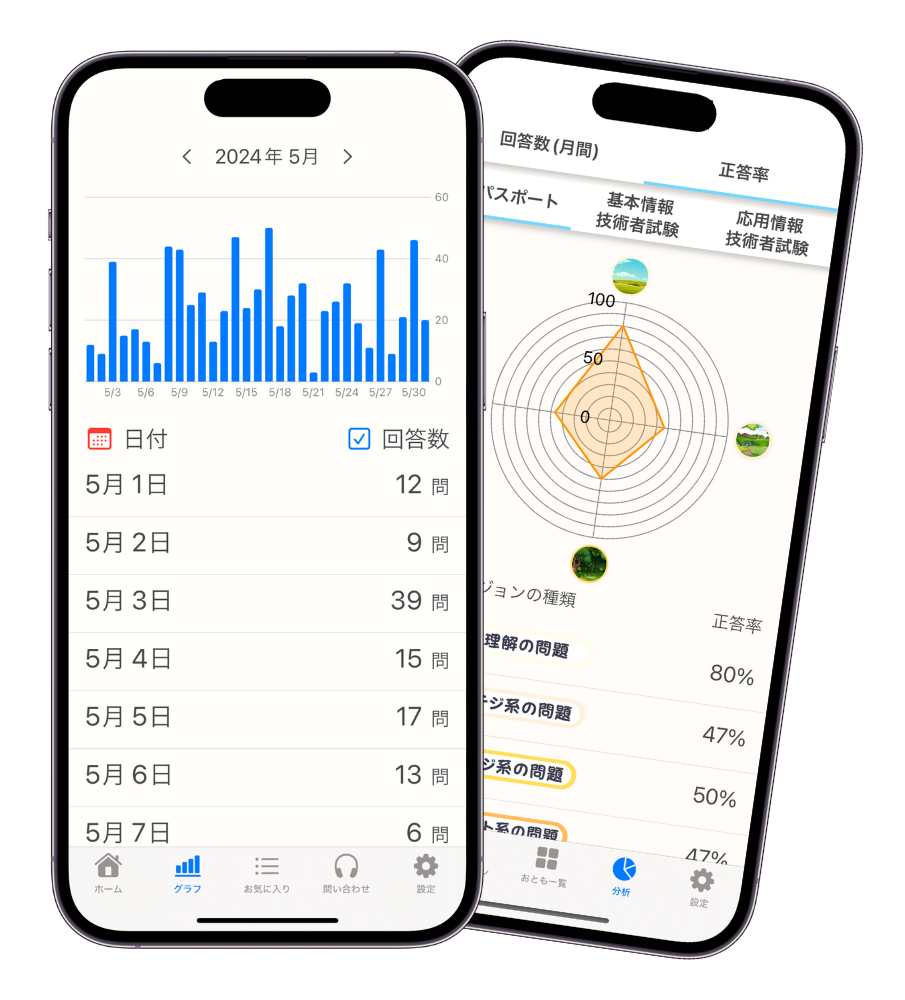 2024年 5月
60
40
20
0
5/3 5/6 5/9 5/12 5/15 5/18 5/21 5/24 5/27 5/30
日付 回答数
5月 1日 12 問
5月 2日 9 問
5月 3日 39 問
5月 4日 15 問
5月 5日 17 問
5月 6日 13 問
5月 7日 6 問
ホーム グラフ お気に入り 問い合わせ 設定
回答数(月間) 正答率
パスポート 基本情報
技術者試験 応用情報
技術者試験
100
50
0
ジョンの種類 正答率
理解の問題 80%
テジ系の問題 47%
ジ系の問題 50%
ト系の問題 47%
おとも一覧 分析 設定